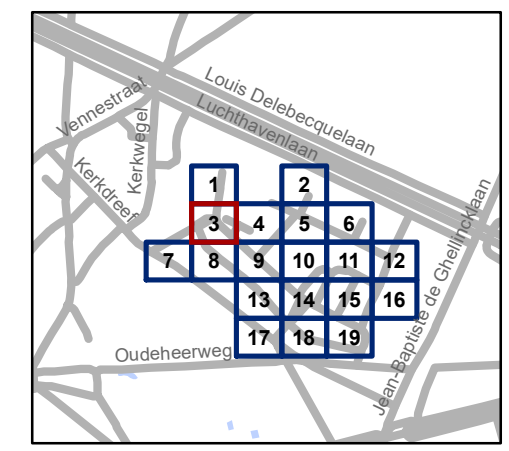 Louis Delebecquelaan
Luchthavenlaan
Vennestraat
Kerkwegel
Kerkdreef
1 2
3 4 5 6
7 8 9 10 11 12
13 14 15 16
17 18 19
Oudeheerweg
Jean-Baptiste de Ghellincklaan